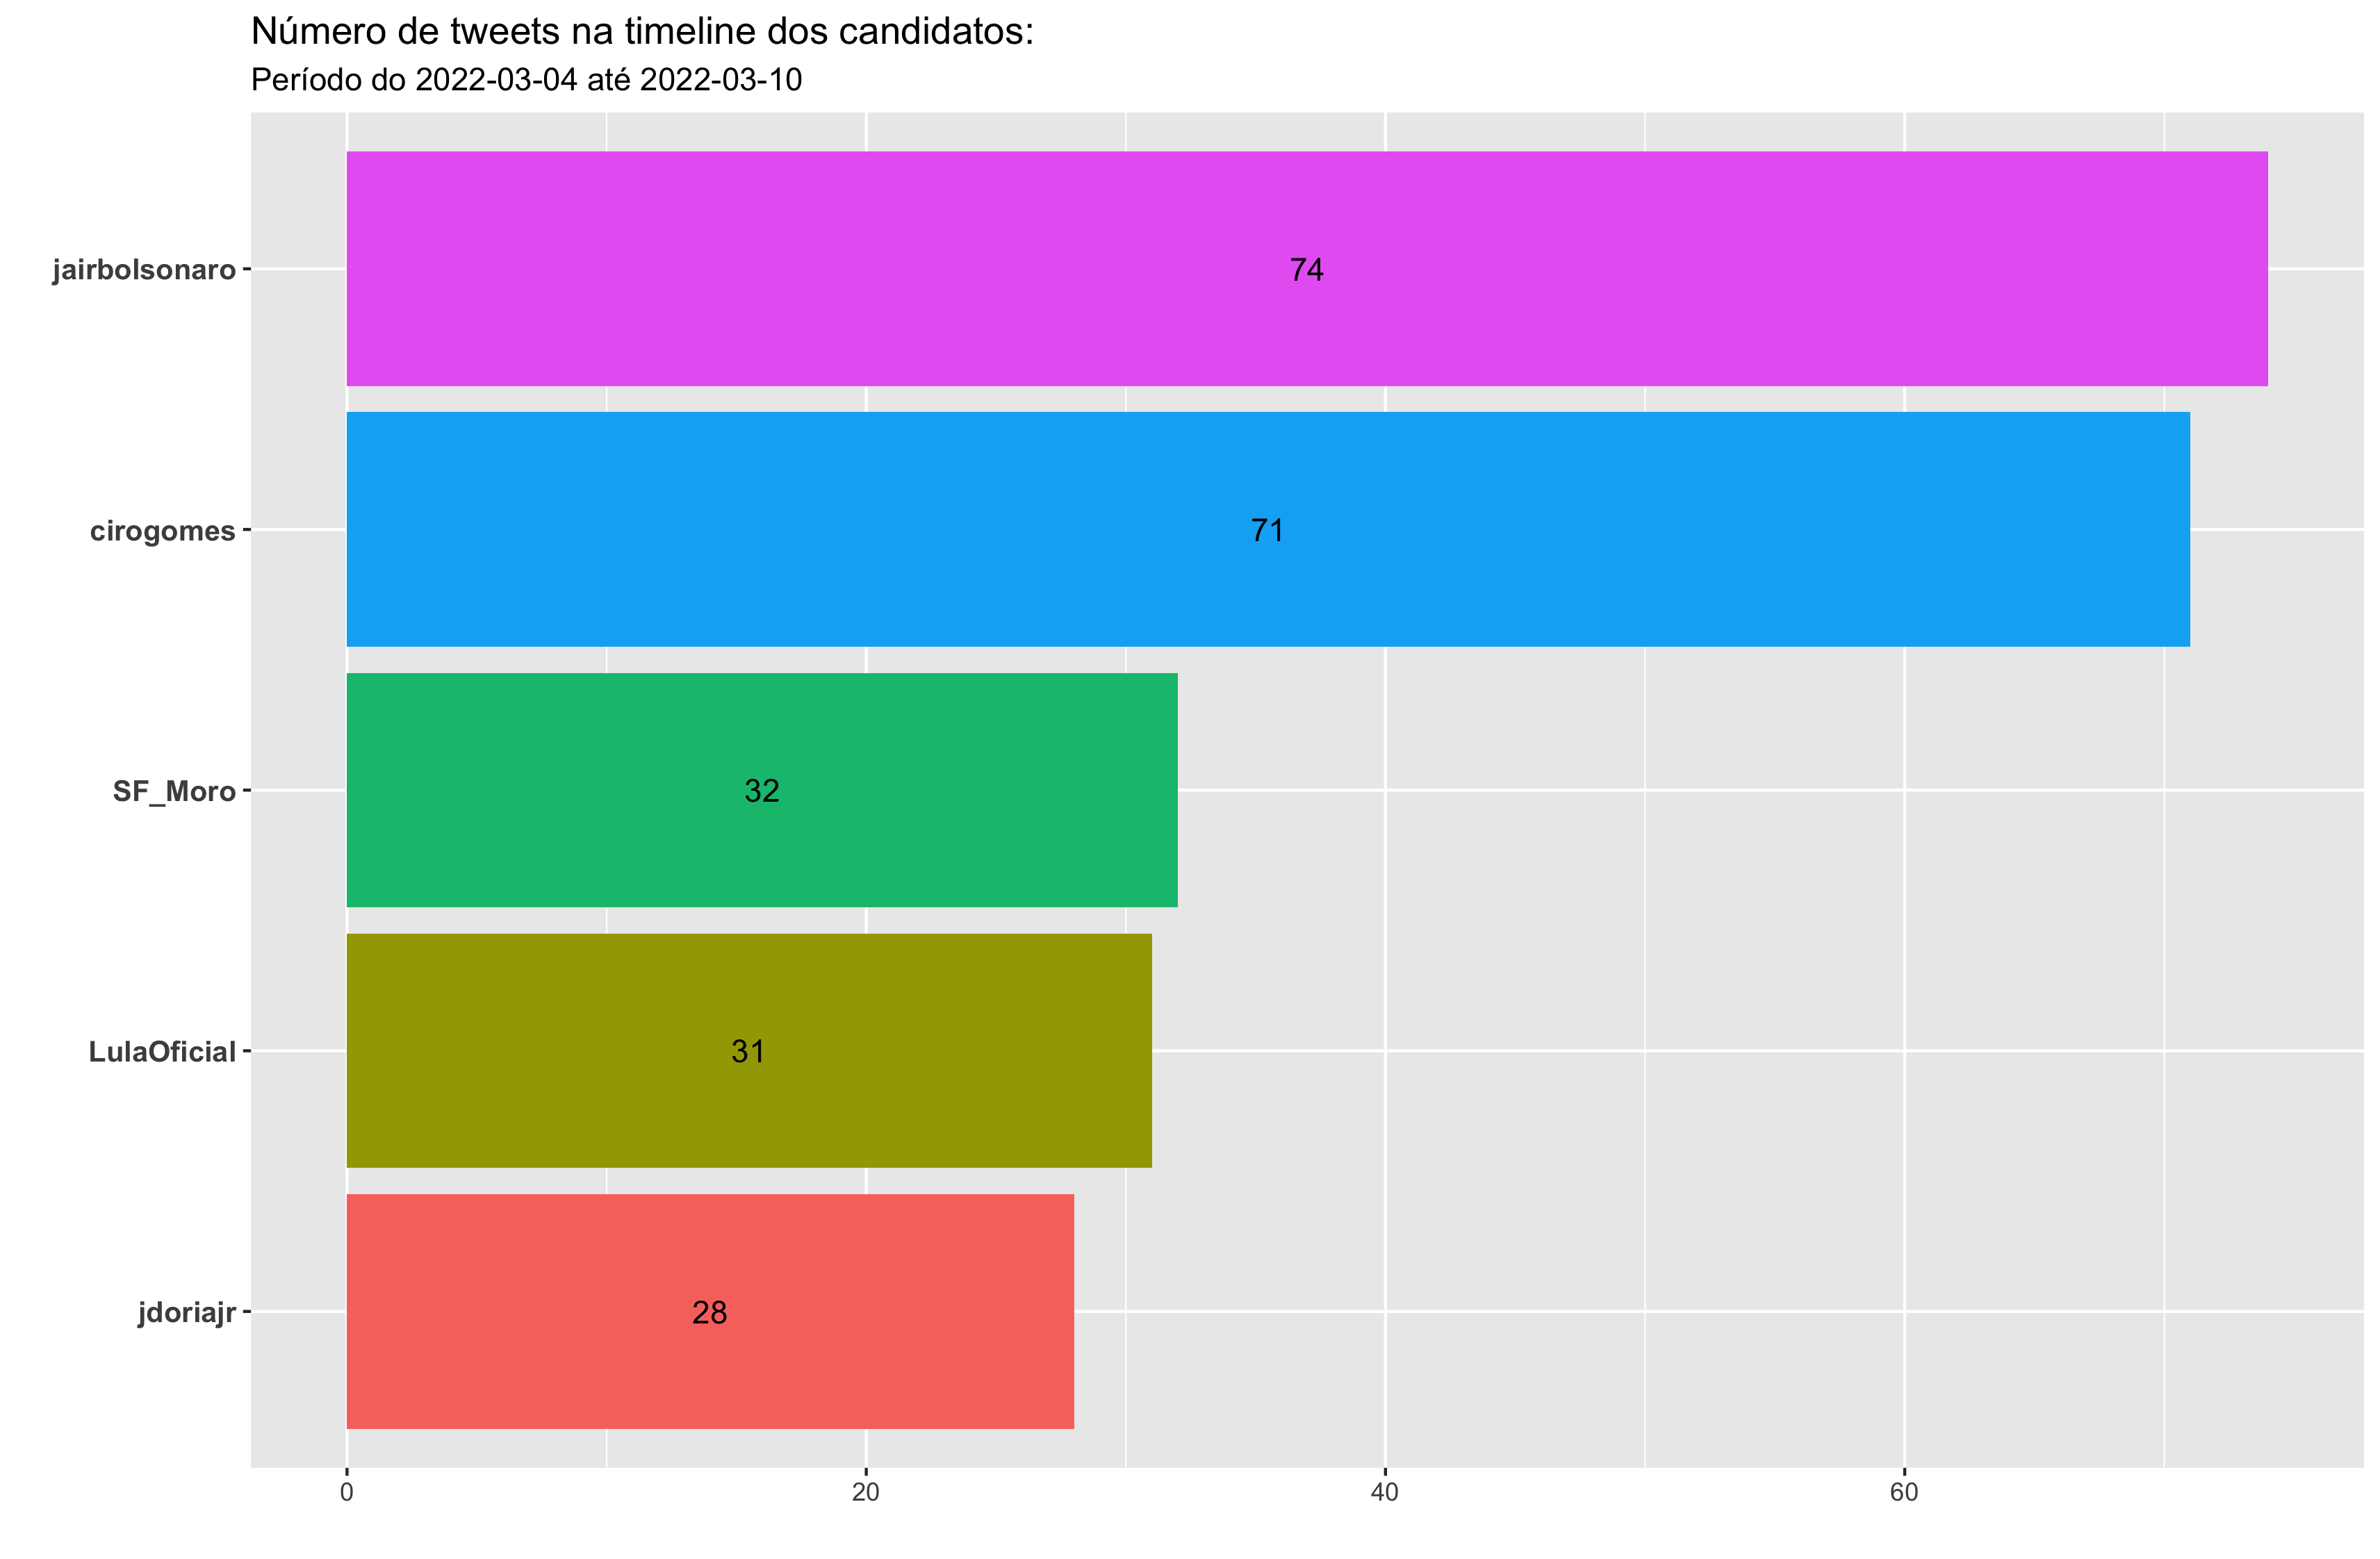 Número de tweets na timeline dos candidatos:
Período do 2022-03-04 até 2022-03-10
jairbolsonaro
74
cirogomes
71
SF_Moro
32
LulaOficial
31
jdoriajr
28
0 20 40 60